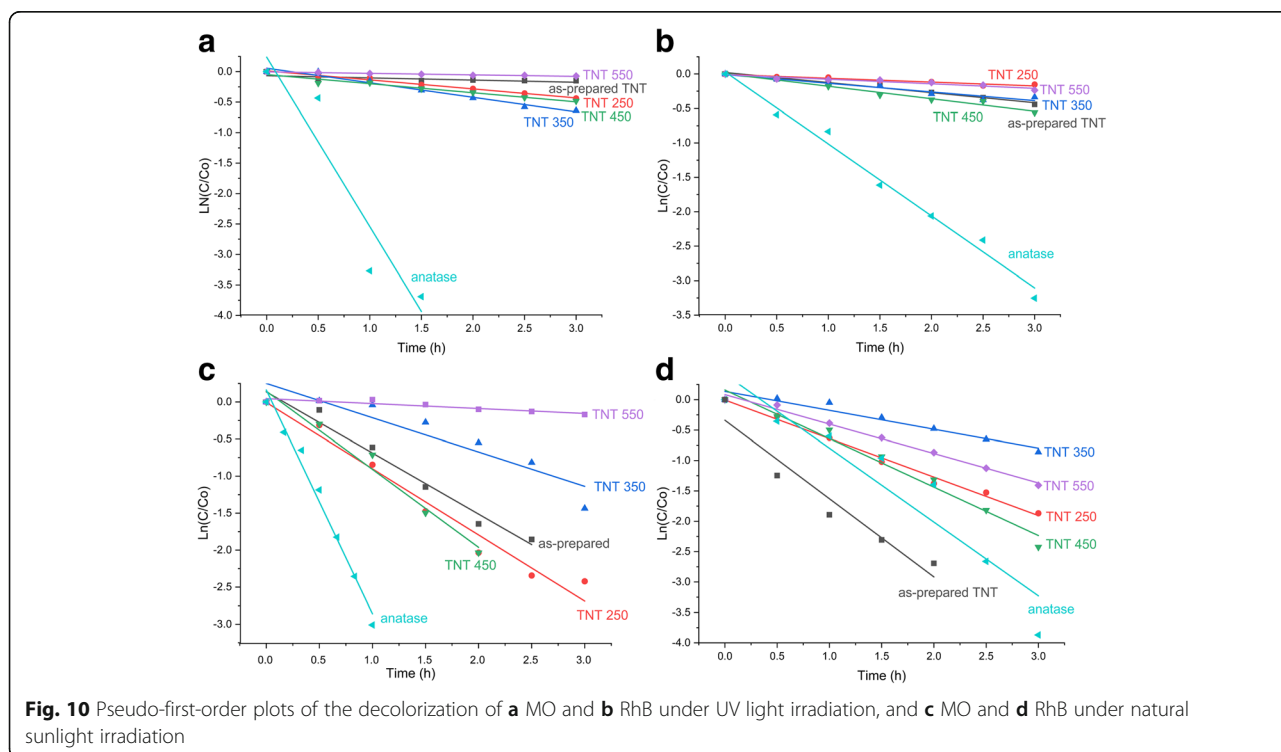 a
0.0
-0.5
-1.0
-1.5
-2.0
-2.5
-3.0
-3.5
-4.0
LN(C/Co)
TNT 550
as-prepared TNT
TNT 250
TNT 450
TNT 350
anatase
0.0 0.5 1.0 1.5 2.0 2.5 3.0
Time (h)
b
0.0
-0.5
-1.0
-1.5
-2.0
-2.5
-3.0
-3.5
Ln(C/Co)
TNT 250
TNT 550
TNT 350
TNT 450
as-prepared TNT
anatase
0.0 0.5 1.0 1.5 2.0 2.5 3.0
Time (h)
c
0.0
-0.5
-1.0
-1.5
-2.0
-2.5
-3.0
Ln(C/Co)
TNT 550
TNT 350
as-prepared
TNT 450
TNT 250
anatase
0.0 0.5 1.0 1.5 2.0 2.5 3.0
Time (h)
d
0.0
-0.5
-1.0
-1.5
-2.0
-2.5
-3.0
-3.5
-4.0
Ln(C/Co)
TNT 350
TNT 550
TNT 250
TNT 450
as-prepared TNT
anatase
0.0 0.5 1.0 1.5 2.0 2.5 3.0
Time (h)
Fig. 10 Pseudo-first-order plots of the decolorization of a MO and b RhB under UV light irradiation, and c MO and d RhB under natural
sunlight irradiation